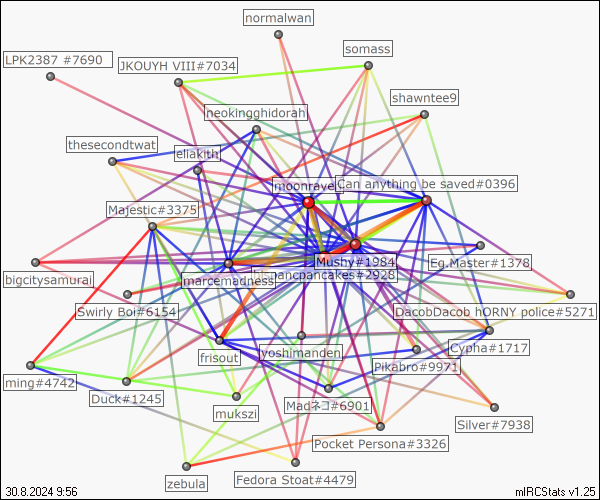 normalwan
somass
LPK2387 #7690
JKOUYH VIII#7034
shawntee9
neokingghidorah
thesecondtwat
eliakith
moonrave
Can anything be saved#0396
Majestic#3375
Mushy#1984
Eg.Master#1378
bigcitysamurai
marcemadness
hismancpancakes#2928
Swirly Boi#6154
DacobDacob hORNY police#5271
frisout
yoshimanden
Cypha#1717
Pikabro#9971
ming#4742
Duck#1245
mukszi
Madネコ#6901
Silver#7938
Pocket Persona#3326
zebula
Fedora Stoat#4479
30.8.2024 9:56
mIRCStats v1.25